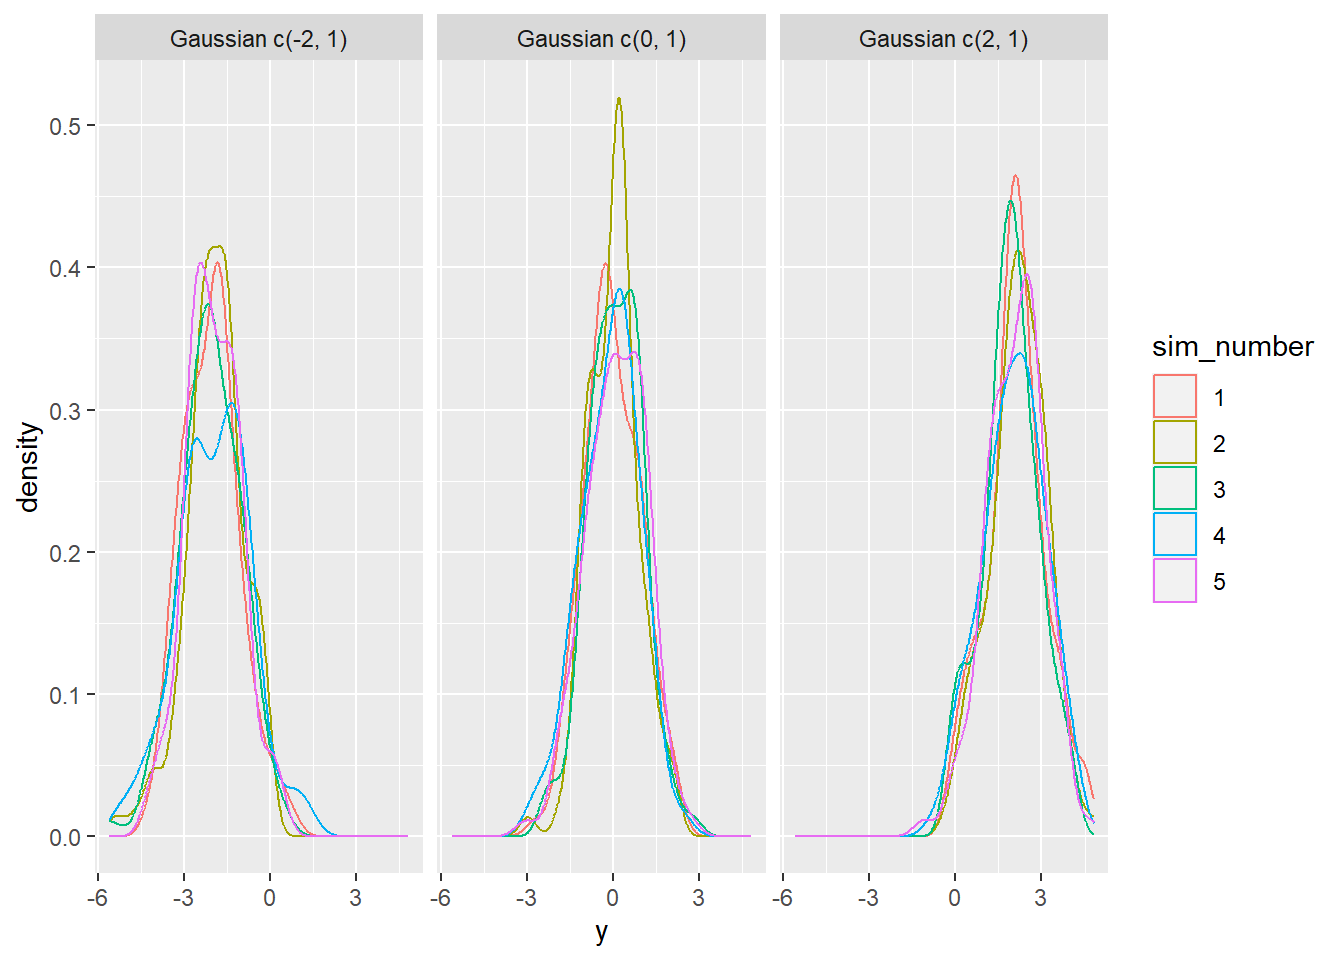 Gaussian c(-2, 1)
Gaussian c(0, 1)
Gaussian c(2, 1)
density
0.5
0.4
0.3
0.2
0.1
0.0
-6 -3 0 3
-6 -3 0 3
-6 -3 0 3
y
sim_number
1
2
3
4
5